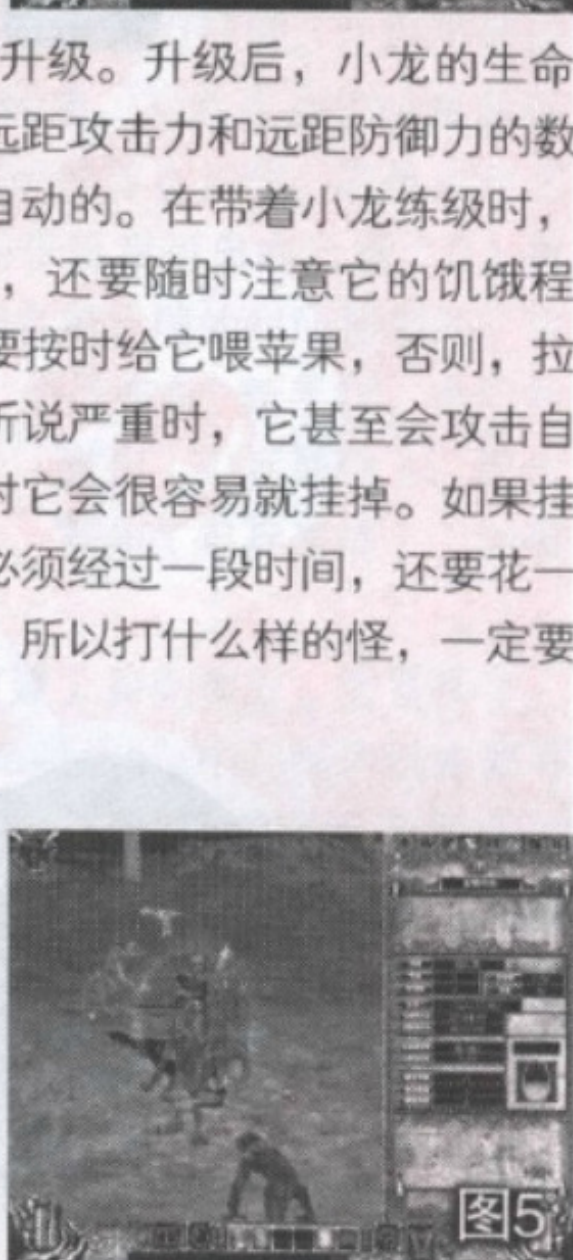 升级。升级后，小龙的生命
远距攻击力和远距防御力的数
自动的。在带着小龙练级时，
，还要随时注意它的饥饿程
要按时给它喂苹果，否则，拉
听说严重时，它甚至会攻击自
时它会很容易就挂掉。如果挂
必须经过一段时间，还要花一
所以打什么样的怪，一定要
图5